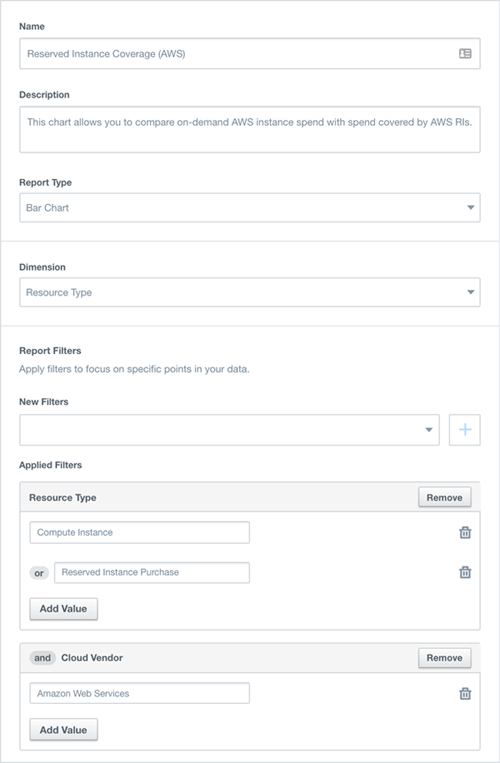 Name
Reserved Instance Coverage (AWS)
Description
This chart allows you to compare on-demand AWS instance spend with spend covered by AWS RIs.
Report Type
Bar Chart
Dimension
Resource Type
Report Filters
Apply filters to focus on specific points in your data.
New Filters
Applied Filters
Resource Type Remove
Compute Instance
or Reserved Instance Purchase
Add Value
and Cloud Vendor Remove
Amazon Web Services
Add Value